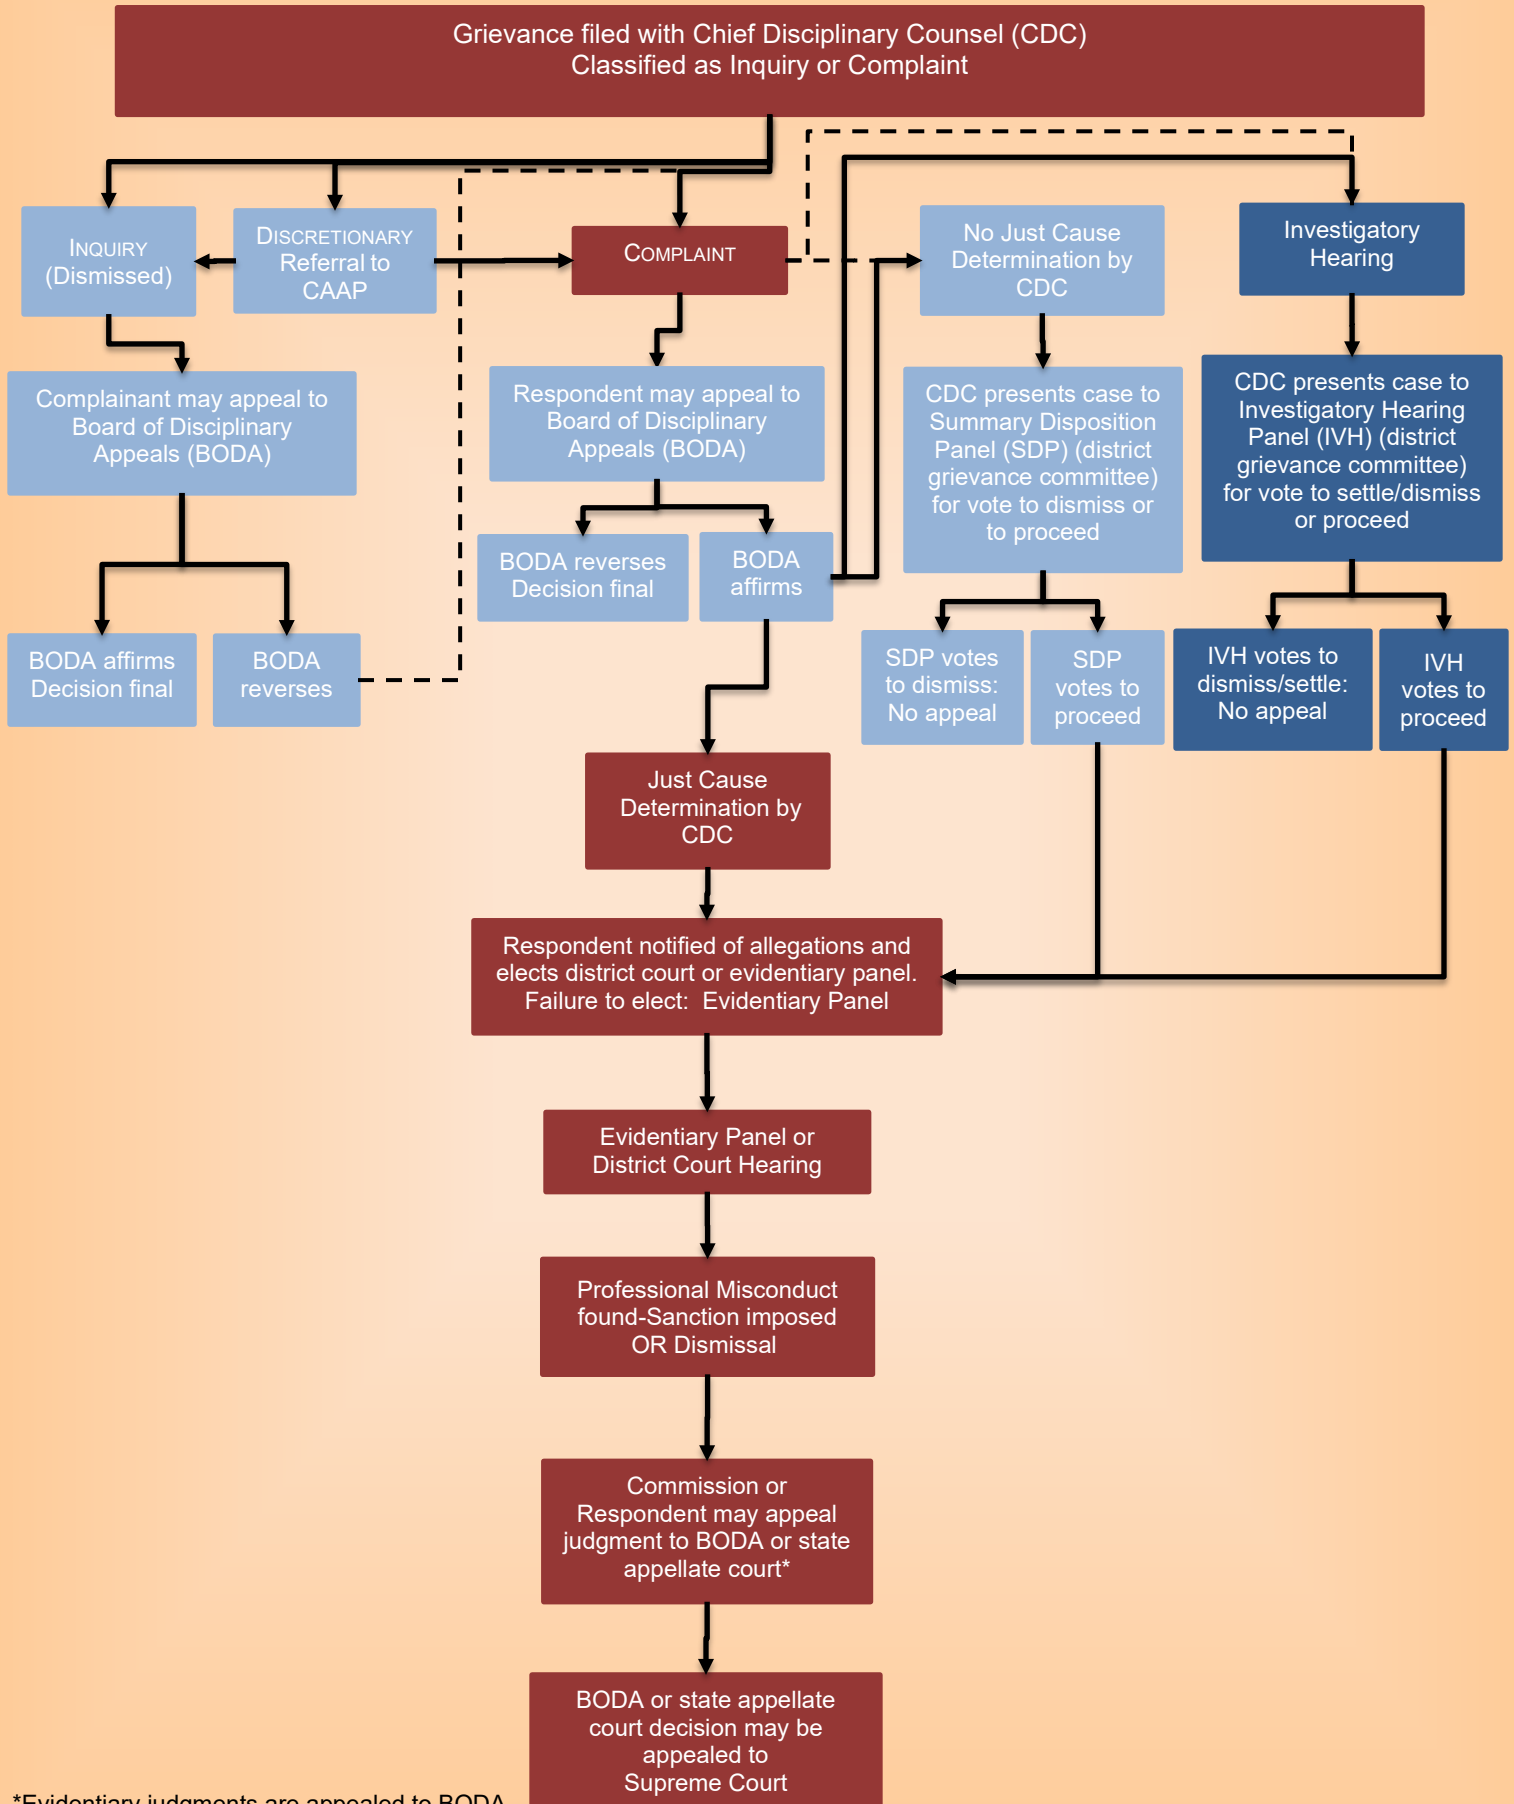 Grievance filed with Chief Disciplinary Counsel (CDC)
Classified as Inquiry or Complaint
INQUIRY
(Dismissed)
DISCRETIONARY
Referral to
CAAP
COMPLAINT
No Just Cause
Determination by
CDC
Investigatory
Hearing
Complainant may appeal to
Board of Disciplinary
Appeals (BODA)
Respondent may appeal to
Board of Disciplinary
Appeals (BODA)
CDC presents case to
Summary Disposition
Panel (SDP) (district
grievance committee)
for vote to dismiss or
to proceed
CDC presents case to
Investigatory Hearing
Panel (IVH) (district
grievance committee)
for vote to settle/dismiss
or proceed
BODA reverses
Decision final
BODA
affirms
BODA affirms
Decision final
BODA
reverses
SDP votes
to dismiss:
No appeal
SDP
votes to
proceed
IVH votes to
dismiss/settle:
No appeal
IVH
votes to
proceed
Just Cause
Determination by
CDC
Respondent notified of allegations and
elects district court or evidentiary panel.
Failure to elect:  Evidentiary Panel
Evidentiary Panel or
District Court Hearing
Professional Misconduct
found-Sanction imposed
OR Dismissal
Commission or
Respondent may appeal
judgment to BODA or state
appellate court*
BODA or state appellate
court decision may be
appealed to
Supreme Court
*Evidentiary judgments are appealed to BODA